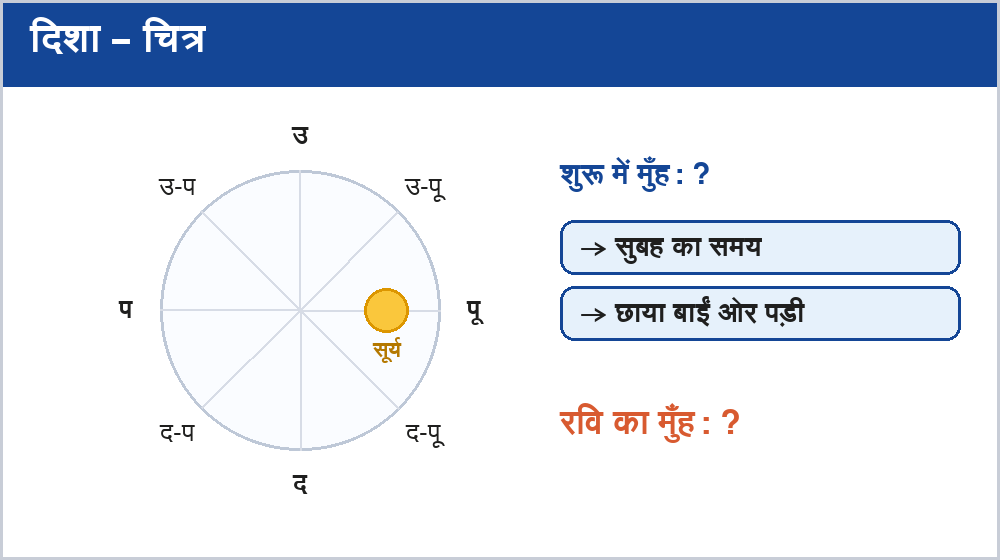 दिशा – चित्र
उ
उ-प
उ-पू
प
पू
सूर्य
द-प
द-पू
द
शुरू में मुँह : ?
→ सुबह का समय
→ छाया बाईं ओर पड़ी
रवि का मुँह : ?